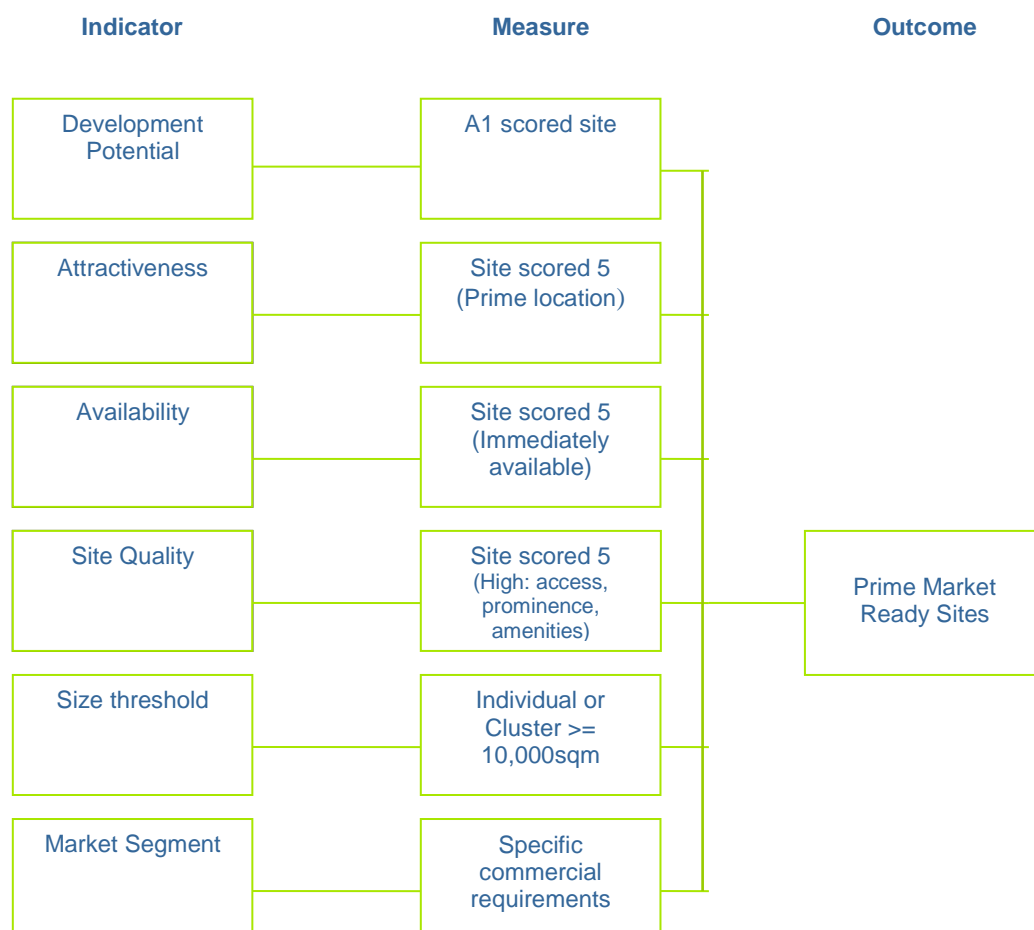 Indicator
Measure
Outcome
Development
Potential
A1 scored site
Attractiveness
Site scored 5
(Prime location)
Availability
Site scored 5
(Immediately
available)
Site Quality
Site scored 5
(High: access,
prominence,
amenities)
Prime Market
Ready Sites
Size threshold
Individual or
Cluster >=
10,000sqm
Market Segment
Specific
commercial
requirements